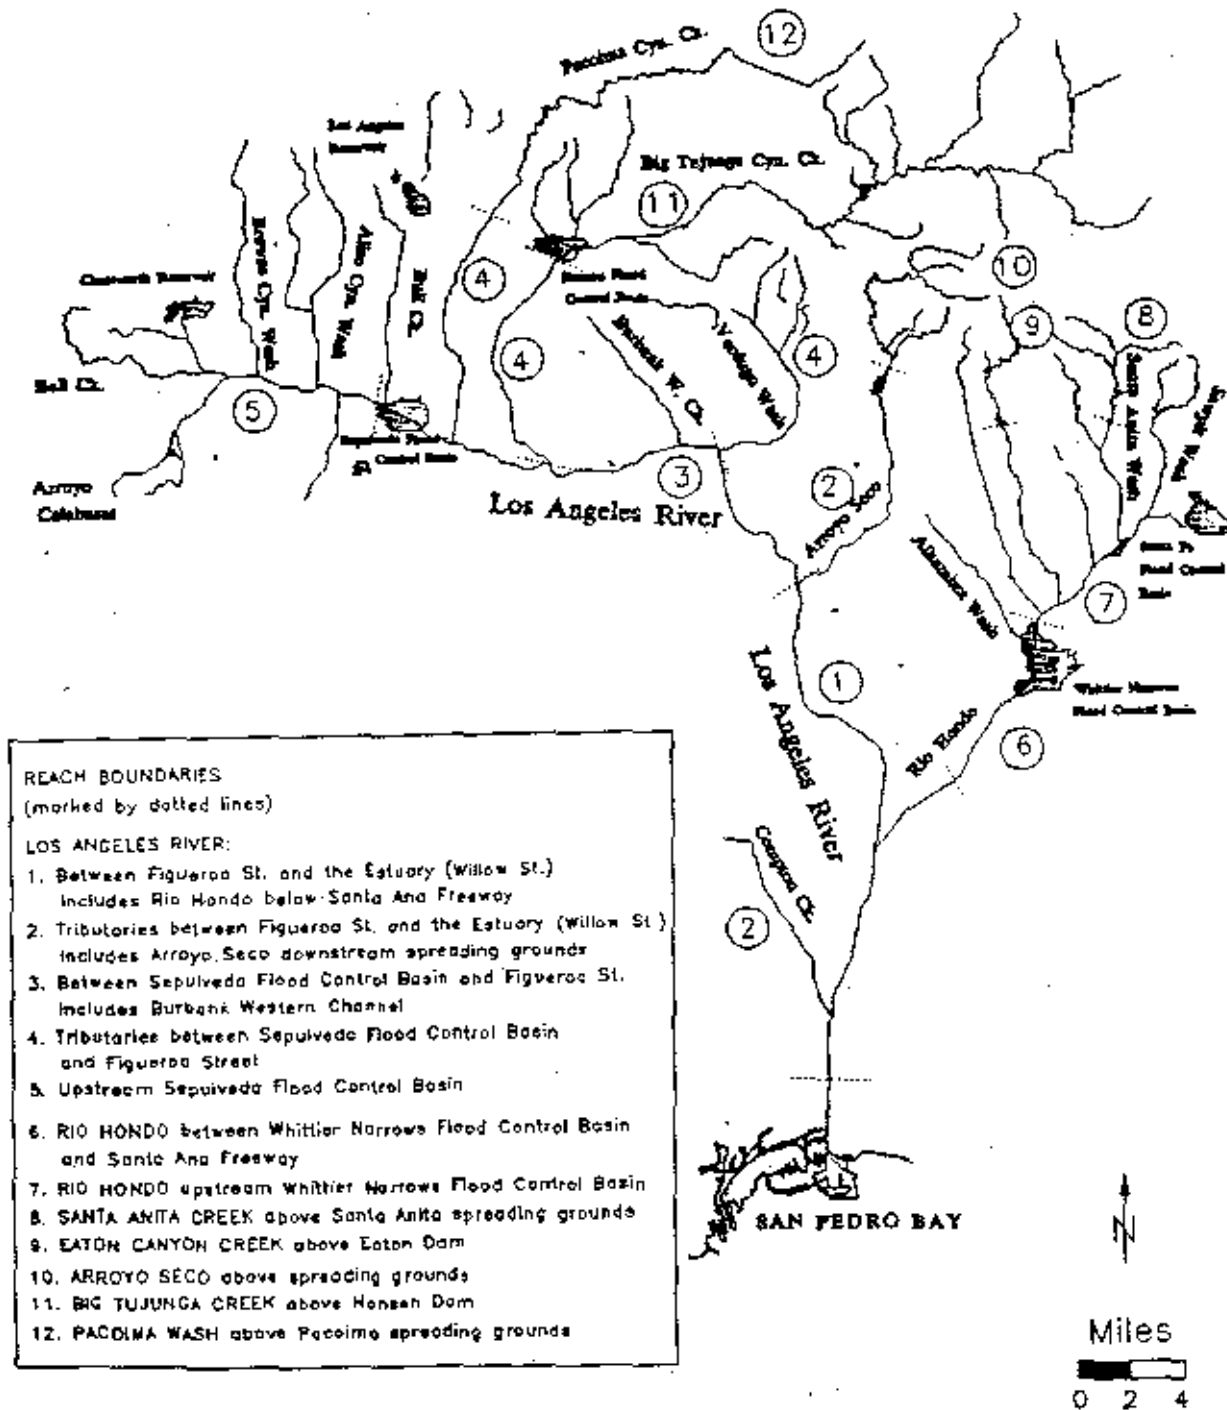 12
Pacoima Cyn. Ck.
Los Angeles
Reservoir
Big Tujunga Cyn. Ck.
11
10
4
Browns Cyn. Wash
Aliso Cyn. Wash
Bull Ck.
Chatsworth Reservoir
Flood
Control Basin
9
8
Burbank W. Ck.
Verdugo Wash
4
4
Santa Anita Wash
Sawpit Wash
Bell Ck.
5
Sepulveda Flood
Control Basin
3
2
Arroyo
Calabasas
Los Angeles River
Arroyo Seco
Alhambra Wash
Santa Fe
Flood Control
Basin
7
Los Angeles River
1
Whittier Narrows
Flood Control Basin
Rio Hondo
6
Compton Ck.
2
REACH BOUNDARIES
(marked by dotted lines)
LOS ANGELES RIVER:
1. Between Figueroa St. and the Estuary (Willow St.)
includes Rio Hondo below Santa Ana Freeway
2. Tributaries between Figueroa St. and the Estuary (Willow St.)
includes Arroyo Seco downstream spreading grounds
3. Between Sepulveda Flood Control Basin and Figueroa St.
includes Burbank Western Channel
4. Tributaries between Sepulveda Flood Control Basin
and Figueroa Street
5. Upstream Sepulveda Flood Control Basin
6. RIO HONDO between Whittier Narrows Flood Control Basin
and Santa Ana Freeway
7. RIO HONDO upstream Whittier Narrows Flood Control Basin
8. SANTA ANITA CREEK above Santa Anita spreading grounds
9. EATON CANYON CREEK above Eaton Dam
10. ARROYO SECO above spreading grounds
11. BIG TUJUNGA CREEK above Hansen Dam
12. PACOIMA WASH above Pacoima spreading grounds
SAN PEDRO BAY
N
Miles
0 2 4